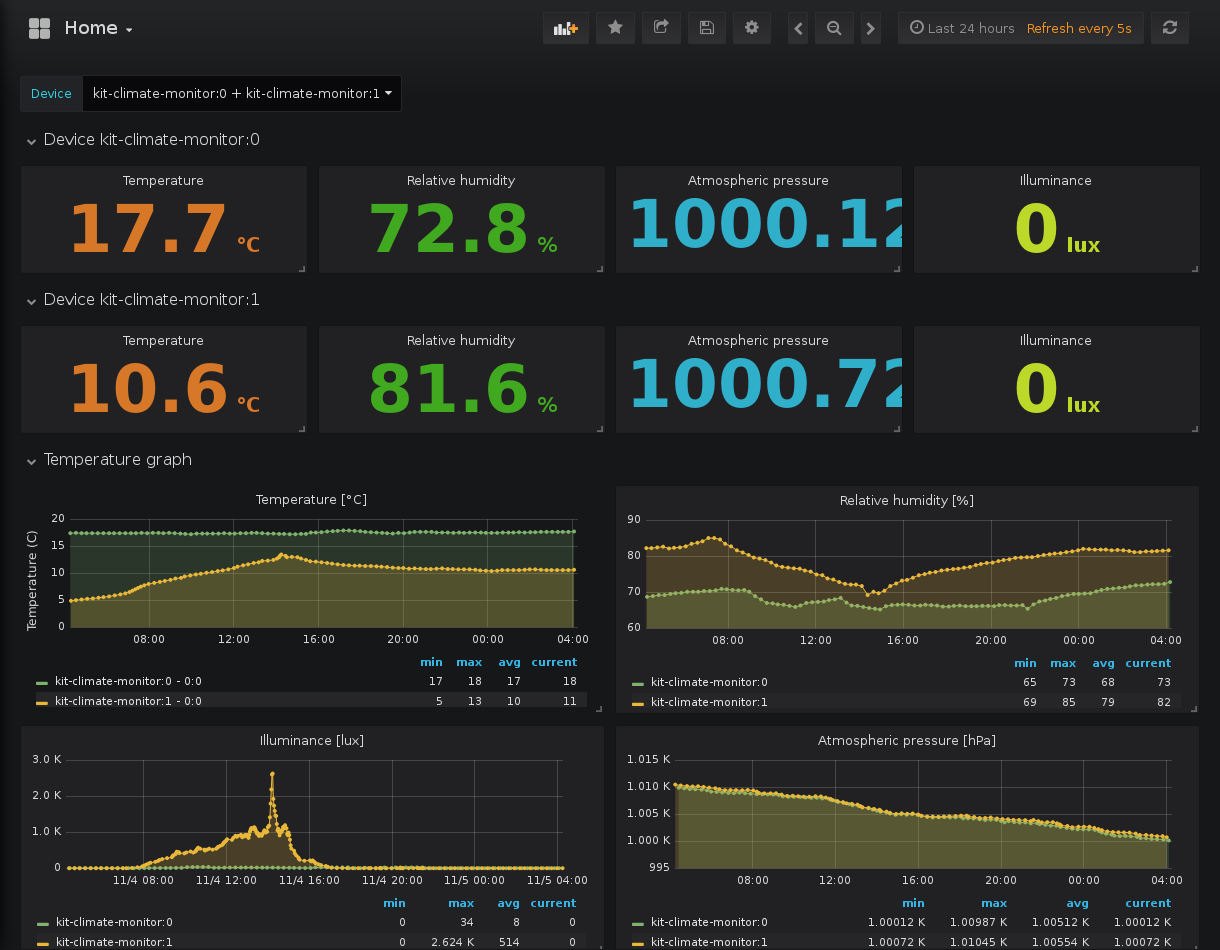 Home
Last 24 hours Refresh every 5s
Device kit-climate-monitor:0 + kit-climate-monitor:1
Device kit-climate-monitor:0
Temperature Relative humidity Atmospheric pressure Illuminance
17.7 °C 72.8 % 1000.12 0 lux
Device kit-climate-monitor:1
Temperature Relative humidity Atmospheric pressure Illuminance
10.6 °C 81.6 % 1000.72 0 lux
Temperature graph
Temperature [°C]
Temperature (C)
20
15
10
5
0
08:00 12:00 16:00 20:00 00:00 04:00
min max avg current
kit-climate-monitor:0 - 0:0 17 18 17 18
kit-climate-monitor:1 - 0:0 5 13 10 11
Relative humidity [%]
90
80
70
60
08:00 12:00 16:00 20:00 00:00 04:00
min max avg current
kit-climate-monitor:0 65 73 68 73
kit-climate-monitor:1 69 85 79 82
Illuminance [lux]
3.0 K
2.0 K
1.0 K
0
11/4 08:00 11/4 12:00 11/4 16:00 11/4 20:00 11/5 00:00 11/5 04:00
min max avg current
kit-climate-monitor:0 0 34 8 0
kit-climate-monitor:1 0 2.624 K 514 0
Atmospheric pressure [hPa]
1.015 K
1.010 K
1.005 K
1.000 K
995
08:00 12:00 16:00 20:00 00:00 04:00
min max avg current
kit-climate-monitor:0 1.00012 K 1.00987 K 1.00512 K 1.00012 K
kit-climate-monitor:1 1.00072 K 1.01045 K 1.00554 K 1.00072 K